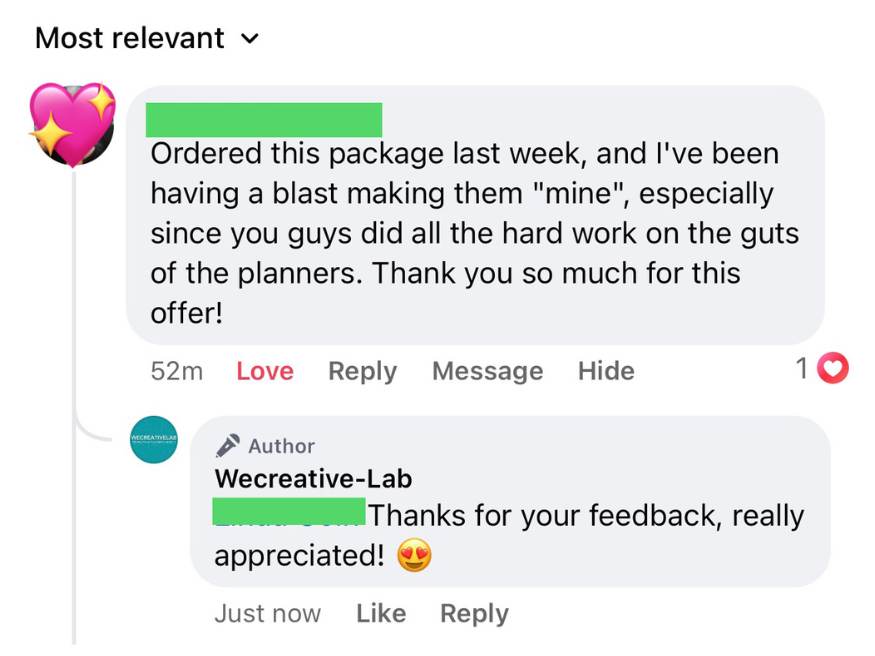 Most relevant
Ordered this package last week, and I've been
having a blast making them "mine", especially
since you guys did all the hard work on the guts
of the planners. Thank you so much for this
offer!
52m Love Reply Message Hide 1
WECREATIVELAB
Author
Wecreative-Lab
Thanks for your feedback, really
appreciated! 😍
Just now Like Reply